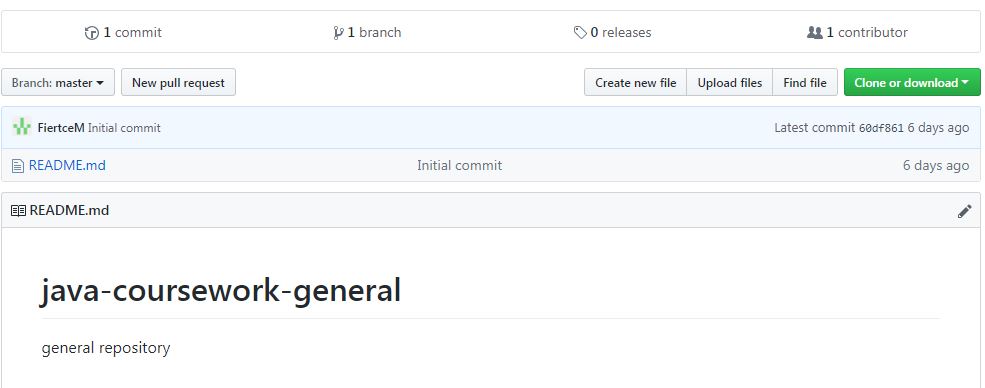 1 commit 1 branch 0 releases 1 contributor
Branch: master New pull request Create new file Upload files Find file Clone or download
FiertceM Initial commit Latest commit 60df861 6 days ago
README.md Initial commit 6 days ago
README.md
java-coursework-general
general repository